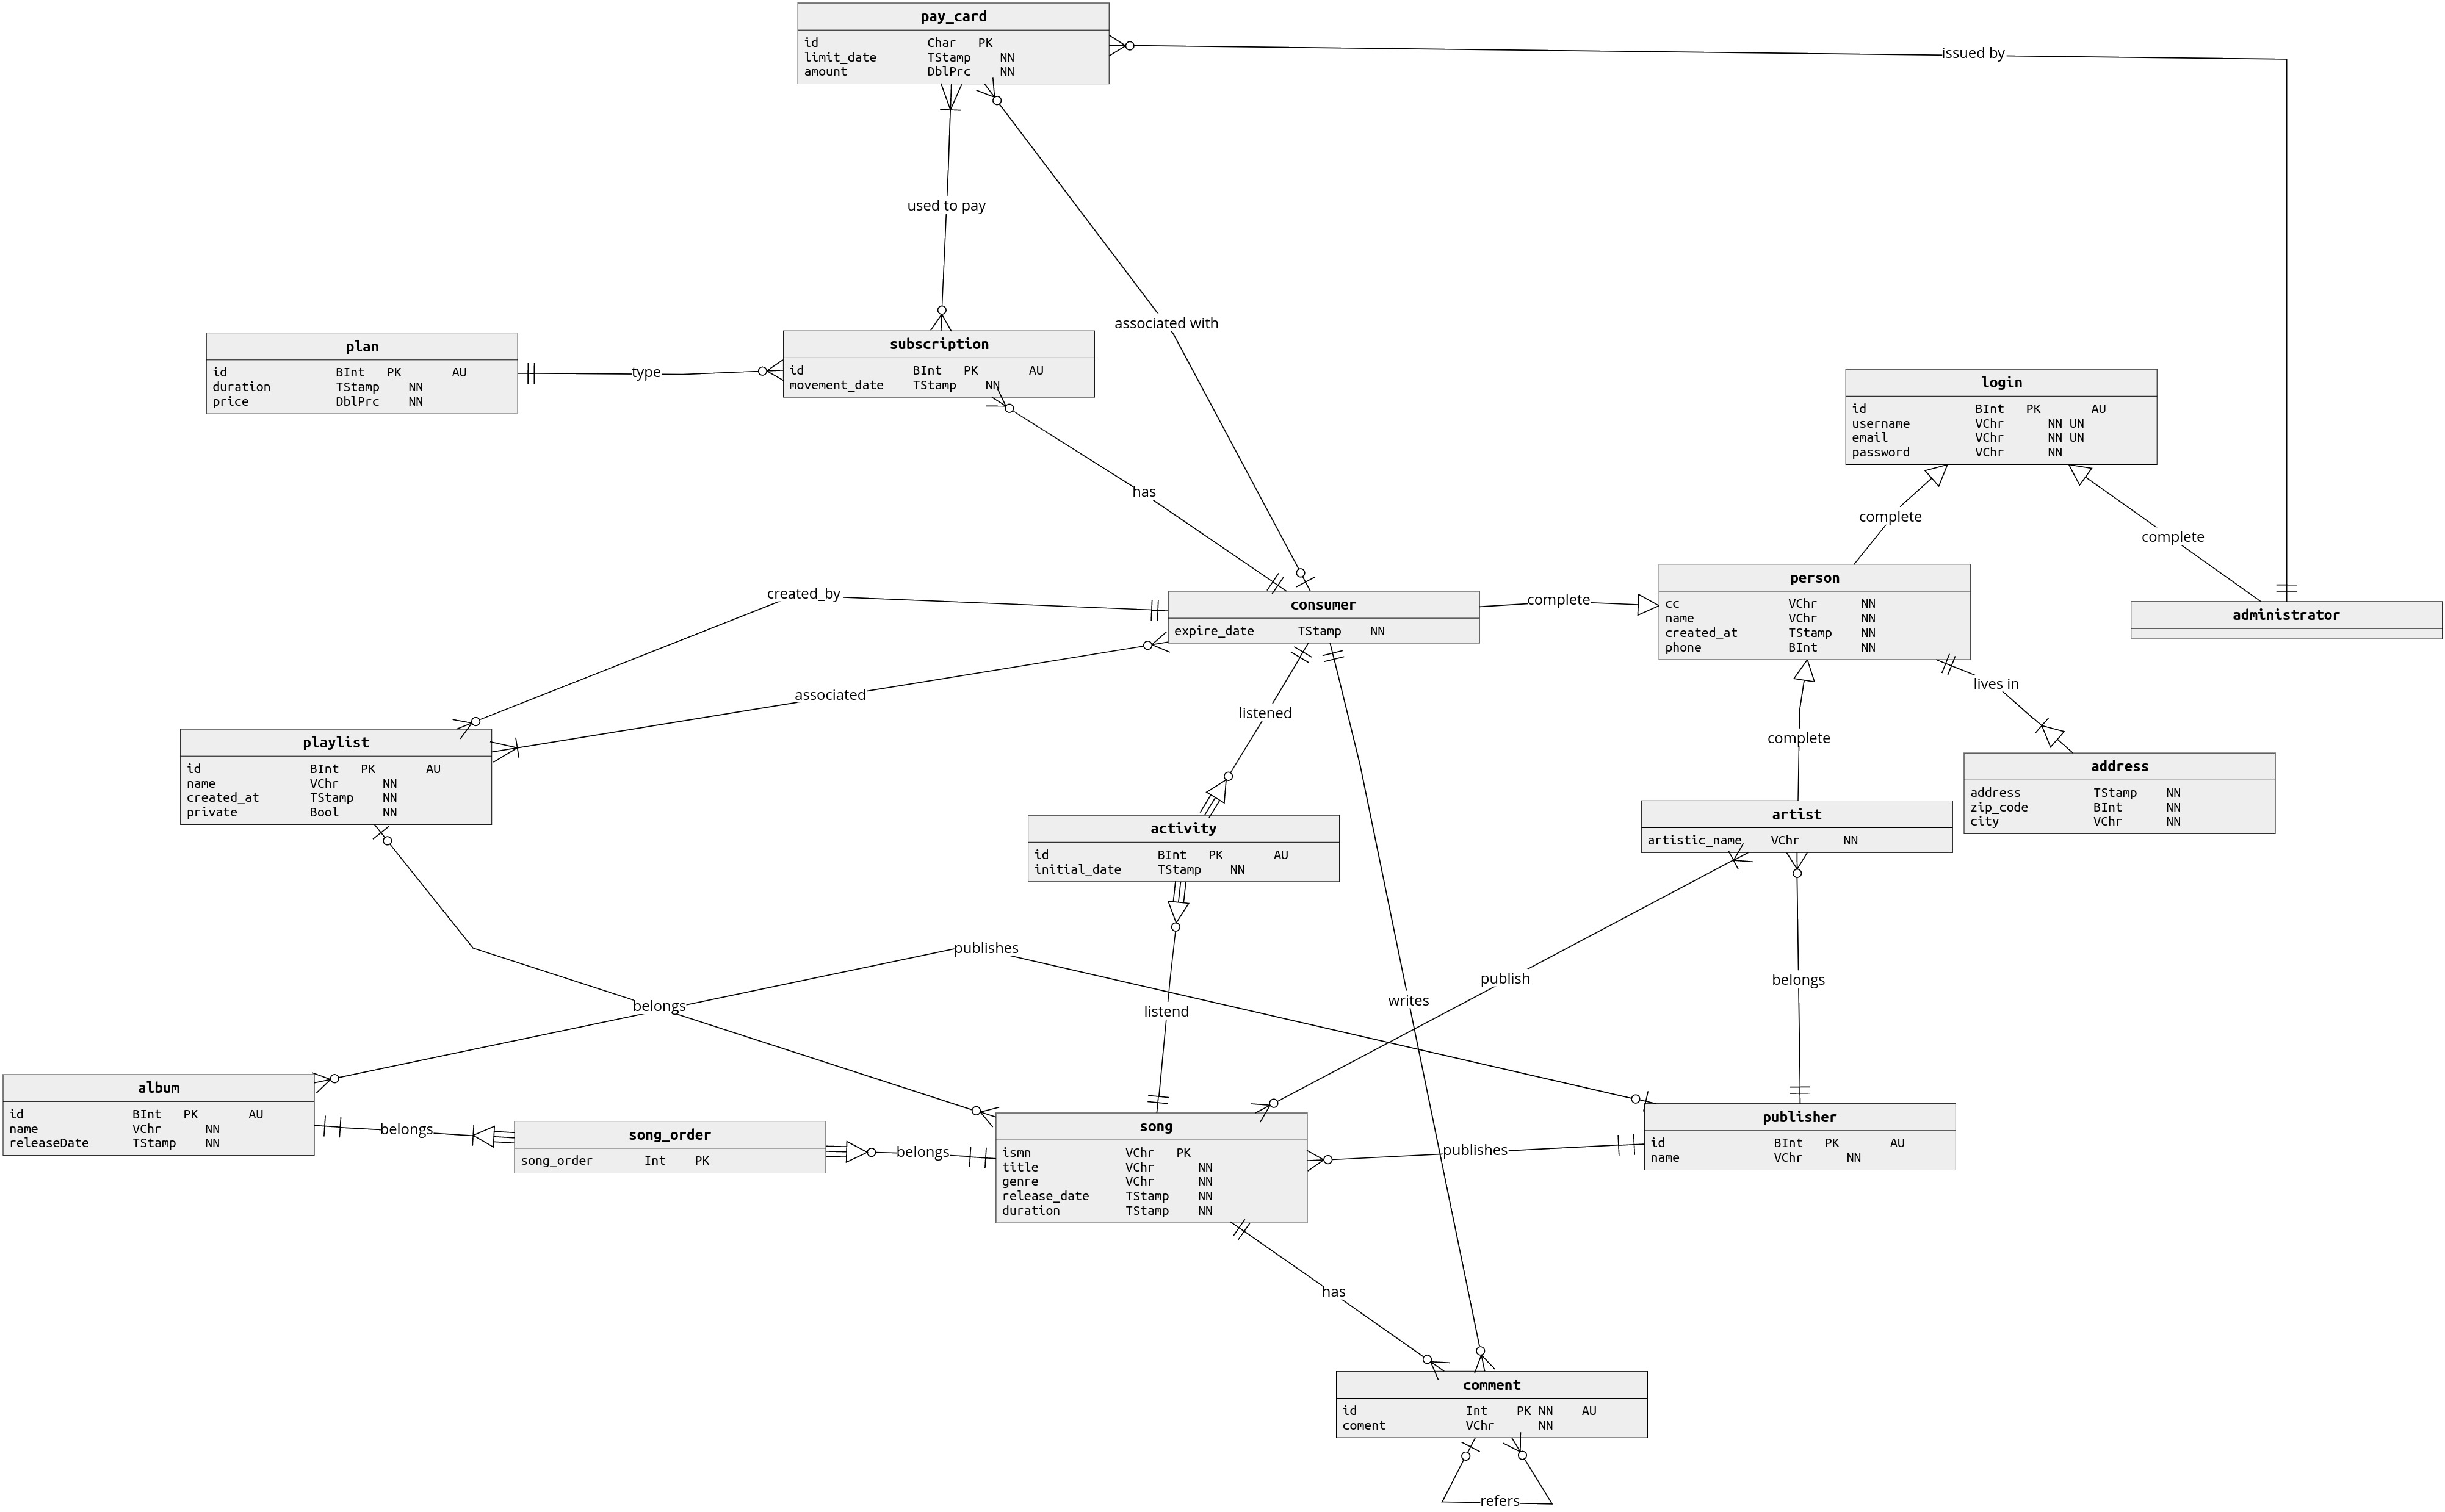 pay_card
id Char PK
limit_date TStamp NN
amount DblPrc NN
issued by
used to pay
associated with
plan
id BInt PK AU
duration TStamp NN
price DblPrc NN
type
subscription
id BInt PK AU
movement_date TStamp NN
has
login
id BInt PK AU
username VChr NN UN
email VChr NN UN
password VChr NN
complete
complete
created_by
consumer
expire_date TStamp NN
complete
person
cc VChr NN
name VChr NN
created_at TStamp NN
phone BInt NN
administrator
associated
listened
lives in
complete
playlist
id BInt PK AU
name VChr NN
created_at TStamp NN
private Bool NN
address
address TStamp NN
zip_code BInt NN
city VChr NN
activity
id BInt PK AU
initial_date TStamp NN
artist
artistic_name VChr NN
publishes
belongs
listend
writes
publish
belongs
album
id BInt PK AU
name VChr NN
releaseDate TStamp NN
belongs
song_order
song_order Int PK
belongs
song
ismn VChr PK
title VChr NN
genre VChr NN
release_date TStamp NN
duration TStamp NN
publishes
publisher
id BInt PK AU
name VChr NN
has
comment
id Int PK NN AU
coment VChr NN
refers